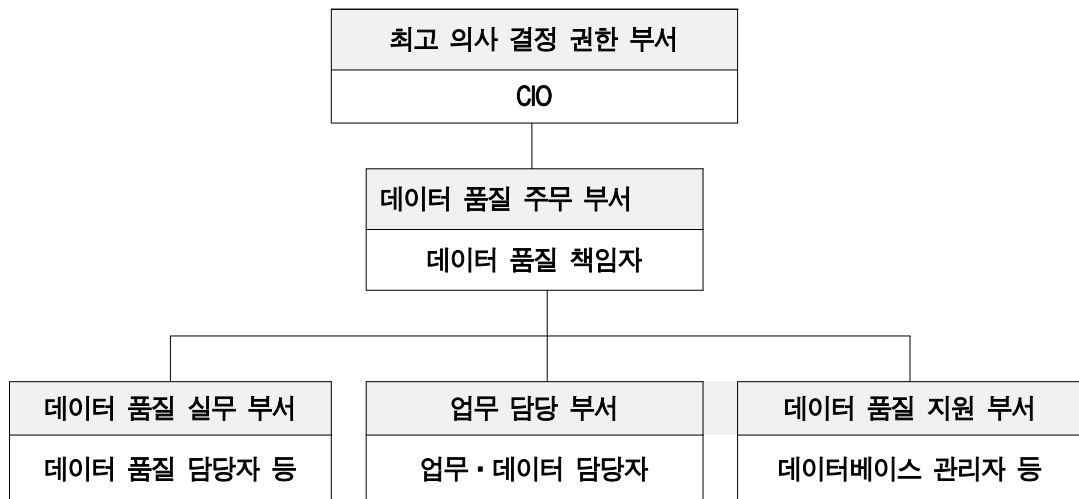 최고 의사 결정 권한 부서
CIO
데이터 품질 주무 부서
데이터 품질 책임자
데이터 품질 실무 부서
데이터 품질 담당자 등
업무 담당 부서
업무·데이터 담당자
데이터 품질 지원 부서
데이터베이스 관리자 등